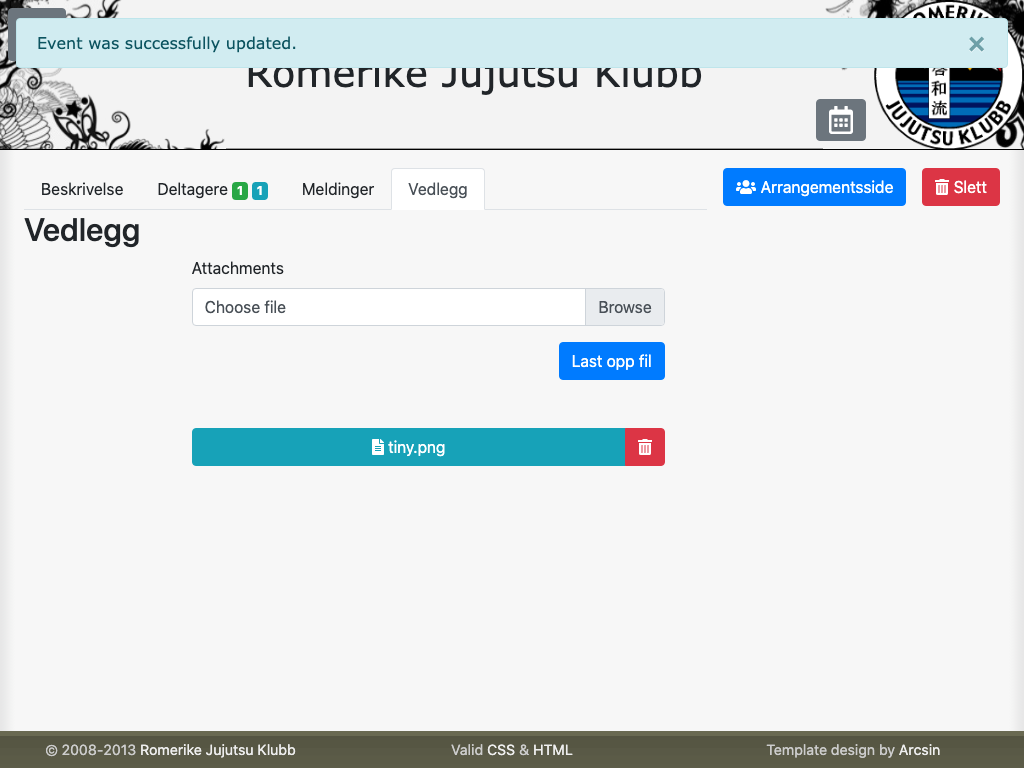 Event was successfully updated.
×
Romerike Jujutsu Klubb
ROMERIKE
和
流
JUJUTSU KLUBB
Beskrivelse
Deltagere 1 1
Meldinger
Vedlegg
Arrangementsside
Slett
Vedlegg
Attachments
Choose file
Browse
Last opp fil
tiny.png
© 2008-2013 Romerike Jujutsu Klubb
Valid CSS & HTML
Template design by Arcsin